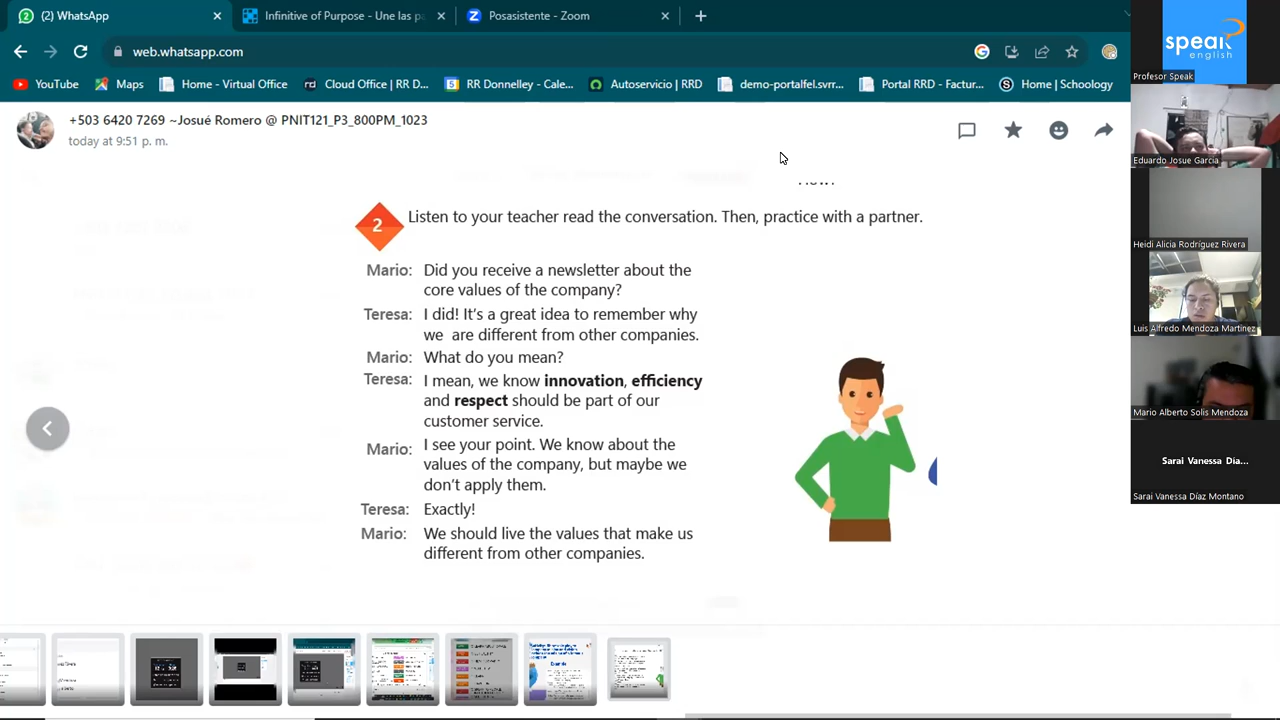 (2) WhatsApp
Infinitive of Purpose - Une las pa
Posasistente - Zoom
web.whatsapp.com
YouTube
Maps
Home - Virtual Office
Cloud Office | RR D...
RR Donnelley - Cale...
Autoservicio | RRD
demo-portalfel.svrr...
Portal RRD - Factur...
Home | Schoology
+503 6420 7269 ~Josué Romero @ PNIT121_P3_800PM_1023
today at 9:51 p. m.
2 Listen to your teacher read the conversation. Then, practice with a partner.
Mario: Did you receive a newsletter about the
core values of the company?
Teresa: I did! It's a great idea to remember why
we are different from other companies.
Mario: What do you mean?
Teresa: I mean, we know innovation, efficiency
and respect should be part of our
customer service.
Mario: I see your point. We know about the
values of the company, but maybe we
don't apply them.
Teresa: Exactly!
Mario: We should live the values that make us
different from other companies.
speak
english
Profesor Speak
Eduardo Josue Garcia
Heidi Alicia Rodríguez Rivera
Luis Alfredo Mendoza Martinez
Mario Alberto Solis Mendoza
Sarai Vanessa Dia...
Sarai Vanessa Díaz Montano